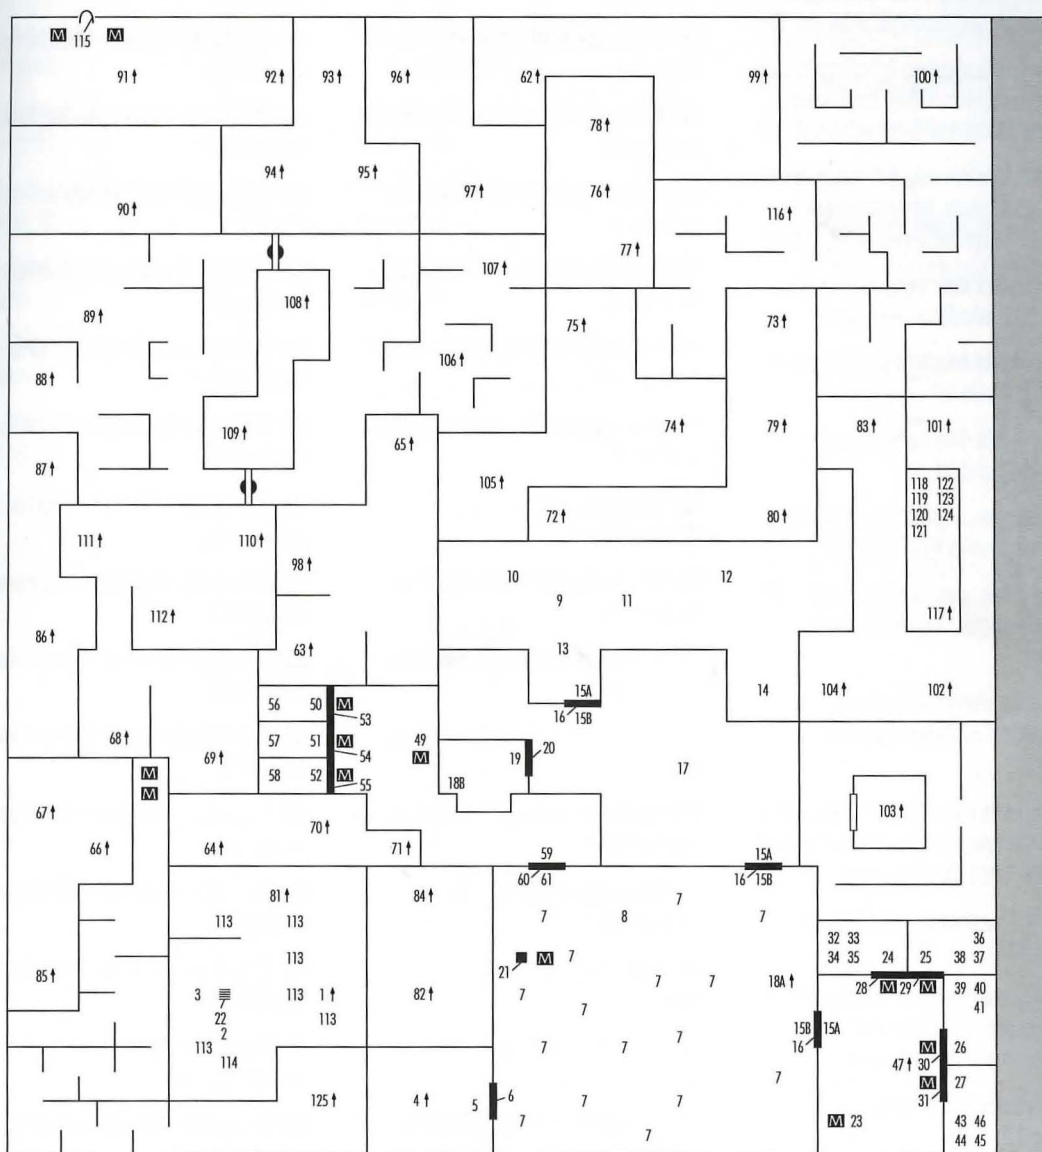 M 115 M
91↑ 92↑ 93↑ 96↑ 62↑ 99↑ 100↑
78↑
94↑ 95↑
97↑ 76↑
90↑ 116↑
77↑
107↑
108↑
89↑ 75↑ 73↑
106↑
88↑
109↑ 65↑ 74↑ 79↑ 83↑ 101↑
87↑
105↑
118 122
119 123
72↑ 80↑ 120 124
121
111↑ 110↑
98↑
10 12
9 11
112↑ 117↑
86↑
63↑ 13
15A 14 104↑ 102↑
56 50 M
53 16 15B
68↑ 57 51 M 49
54 19 20
69↑ M 17
M 58 52 M
55 18B
M
67↑ 103↑
70↑
66↑ 64↑ 71↑ 59 15A
60 61 16 15B
81↑ 84↑ 7
113 113 7 8 7
32 33 36
113 21 M 7 34 35 24 25 38 37
85↑ 7 7 18A↑
28 M 29 M 39 40
3 113 1↑ 82↑ 7 41
22 113 7
2 7 15B 15A
113 7 7 16 M 26
114 47↑ 30
7 M 27
125↑ 4↑ 5 6 7 7 31
7 M 23 43 46
7 44 45